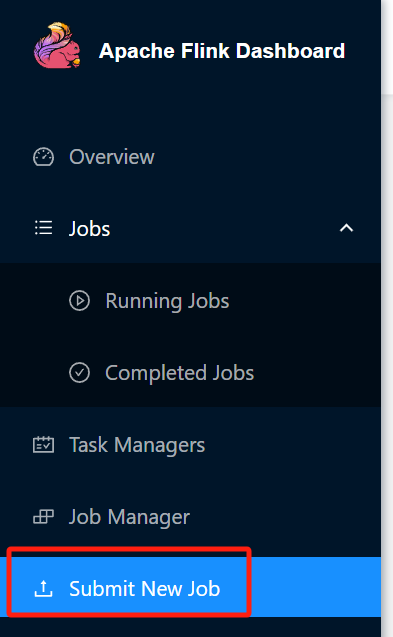 Apache Flink Dashboard
Overview
Jobs
Running Jobs
Completed Jobs
Task Managers
Job Manager
Submit New Job